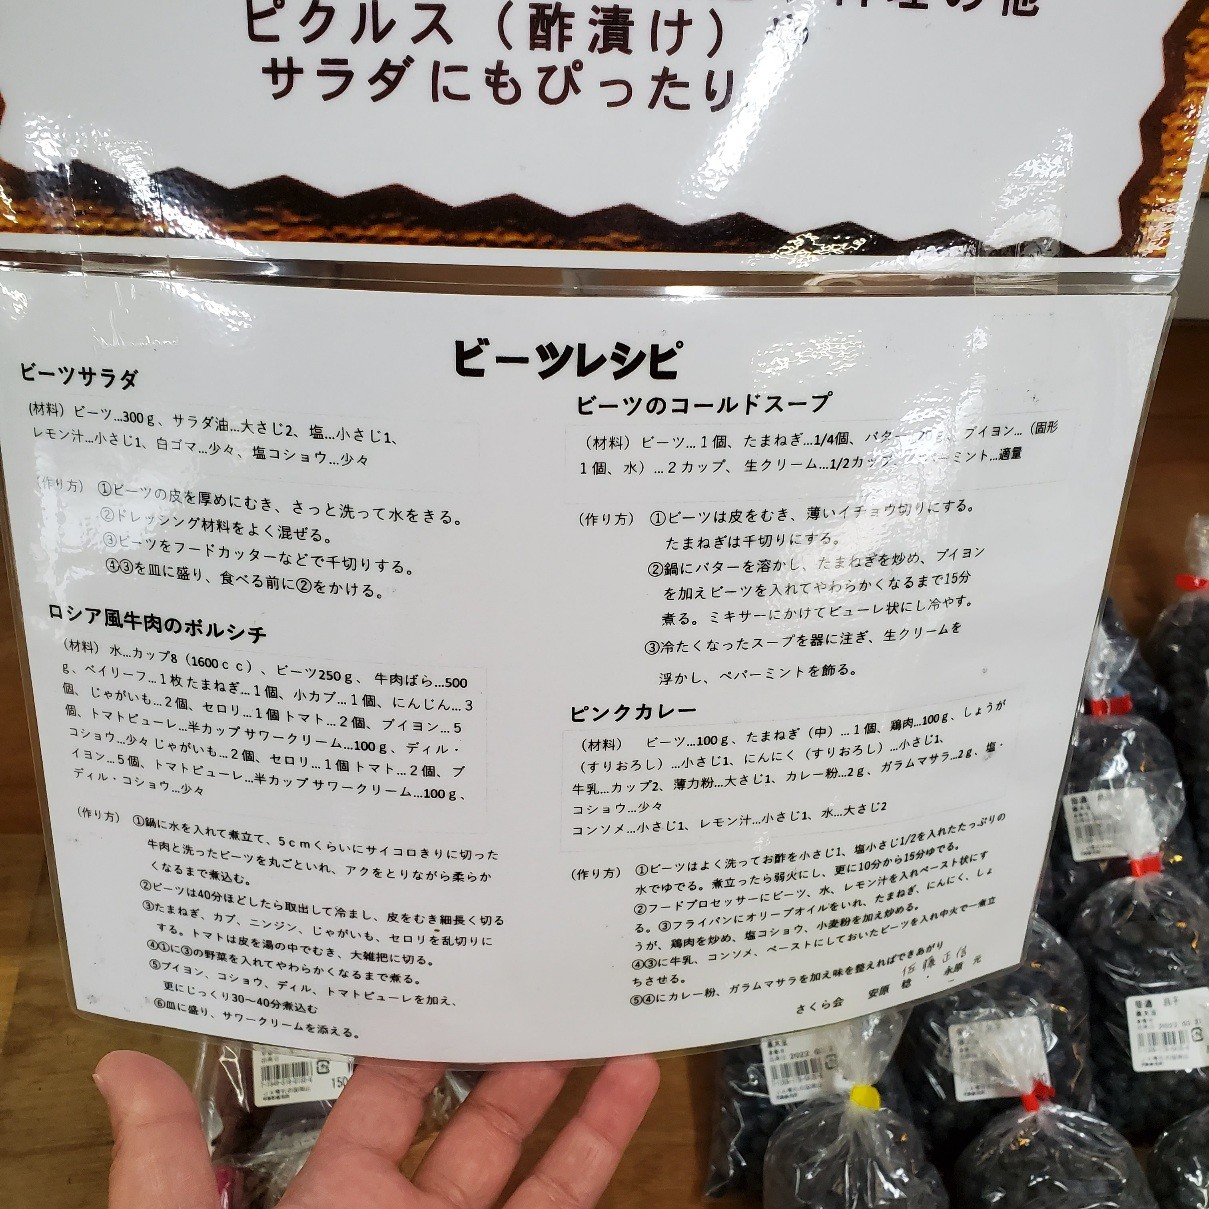 料理の他
ピクルス（酢漬け）や
サラダにもぴったり
ビーツレシピ
ビーツサラダ
（材料）ビーツ…300ｇ、サラダ油…大さじ2、塩…小さじ1、
レモン汁…小さじ1、白ゴマ…少々、塩コショウ…少々
（作り方）①ビーツの皮を厚めにむき、さっと洗って水をきる。
②ドレッシング材料をよく混ぜる。
③ビーツをフードカッターなどで千切りする。
④③を皿に盛り、食べる前に②をかける。
ロシア風牛肉のボルシチ
（材料）水…カップ8（1600ｃｃ）、ビーツ250ｇ、牛肉ばら…500
ｇ、ベイリーフ…１枚 たまねぎ…１個、小カブ…１個、にんじん…３
個、じゃがいも…２個、セロリ…１個 トマト…２個、ブイヨン…５
個、トマトピューレ…半カップ サワークリーム…100ｇ、ディル・
コショウ…少々 じゃがいも…２個、セロリ…１個 トマト…２個、ブ
イヨン…５個、トマトピューレ…半カップ サワークリーム…100ｇ、
ディル・コショウ…少々
（作り方）①鍋に水を入れて煮立て、５ｃｍくらいにサイコロきりに切った
牛肉と洗ったビーツを丸ごといれ、アクをとりながら柔らか
くなるまで煮込む。
②ビーツは40分ほどしたら取出して冷まし、皮をむき細長く切る
③たまねぎ、カブ、ニンジン、じゃがいも、セロリを乱切りに
する。トマトは皮を湯の中でむき、大雑把に切る。
④①に③の野菜を入れてやわらかくなるまで煮る。
⑤ブイヨン、コショウ、ディル、トマトピューレを加え、
更にじっくり30～40分煮込む
⑥皿に盛り、サワークリームを添える。
ビーツのコールドスープ
（材料）ビーツ…１個、たまねぎ…1/4個、バター…ｇ、ブイヨン…（固形
１個、水）…２カップ、生クリーム…1/2カップ、ペパーミント…適量
（作り方）①ビーツは皮をむき、薄いイチョウ切りにする。
たまねぎは千切りにする。
②鍋にバターを溶かし、たまねぎを炒め、ブイヨン
を加えビーツを入れてやわらかくなるまで15分
煮る。ミキサーにかけてピューレ状にし冷やす。
③冷たくなったスープを器に注ぎ、生クリームを
浮かし、ペパーミントを飾る。
ピンクカレー
（材料）ビーツ…100ｇ、たまねぎ（中）…１個、鶏肉…100ｇ、しょうが
（すりおろし）…小さじ1、にんにく（すりおろし）…小さじ1、
牛乳…カップ2、薄力粉…大さじ1、カレー粉…2ｇ、ガラムマサラ…2ｇ、塩・
コショウ…少々
コンソメ…小さじ1、レモン汁…小さじ1、水…大さじ2
（作り方）①ビーツはよく洗ってお酢を小さじ1、塩小さじ1/2を入れたたっぷりの
水でゆでる。煮立ったら弱火にし、更に10分から15分ゆでる。
②フードプロセッサーにビーツ、水、レモン汁を入れペースト状にす
る。③フライパンにオリーブオイルをいれ、たまねぎ、にんにく、しょ
うが、鶏肉を炒め、塩コショウ、小麦粉を加え炒める。
④③に牛乳、コンソメ、ペーストにしておいたビーツを入れ中火で一煮立
ちさせる。
⑤④にカレー粉、ガラムマサラを加え味を整えればできあがり
さくら会 安原 稔・永原 元